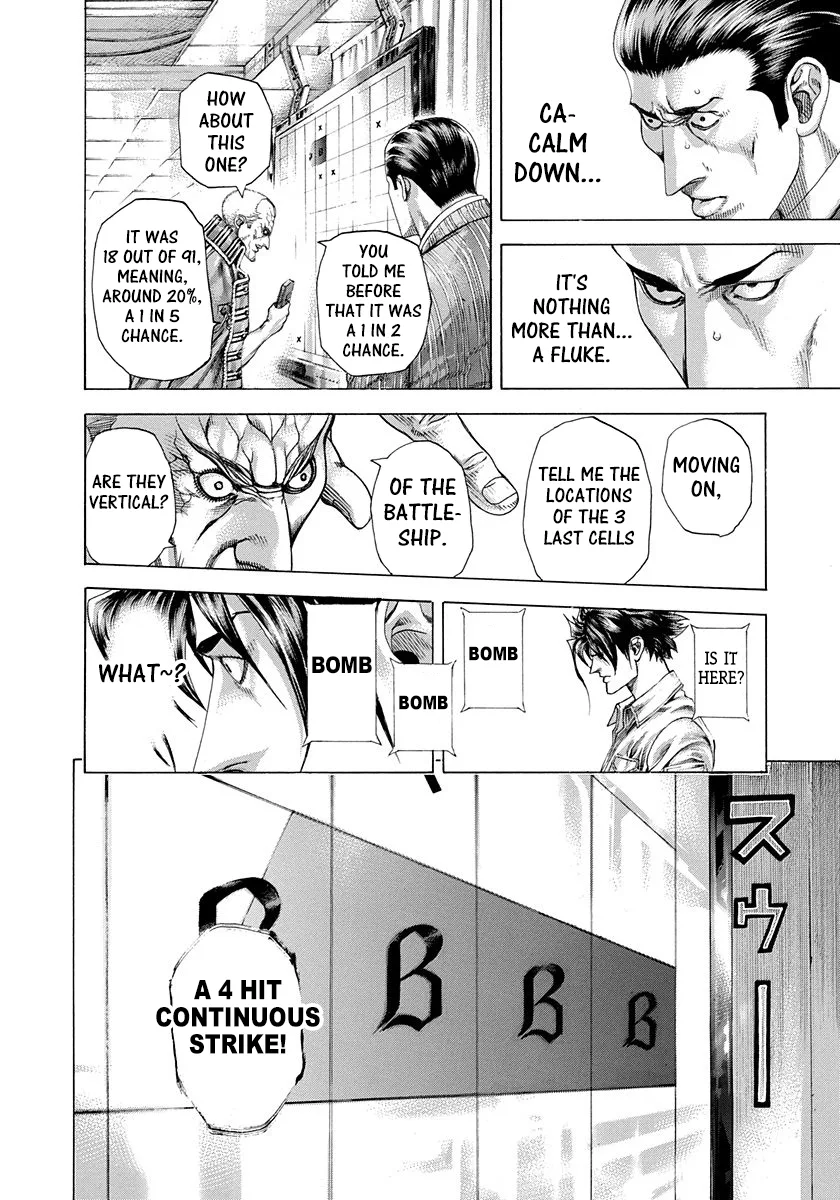 CA-
CALM
DOWN...
IT'S
NOTHING
MORE THAN...
A FLUKE.
HOW
ABOUT
THIS
ONE?
YOU
TOLD ME
BEFORE
THAT IT WAS
A 1 IN 2
CHANCE.
IT WAS
18 OUT OF 91,
MEANING,
AROUND 20%,
A 1 IN 5
CHANCE.
MOVING
ON,
TELL ME THE
LOCATIONS
OF THE 3
LAST CELLS
OF THE
BATTLE-
SHIP.
ARE THEY
VERTICAL?
IS IT
HERE?
BOMB
BOMB
BOMB
WHAT~?
スゥー
B
B
B
A 4 HIT
CONTINUOUS
STRIKE!